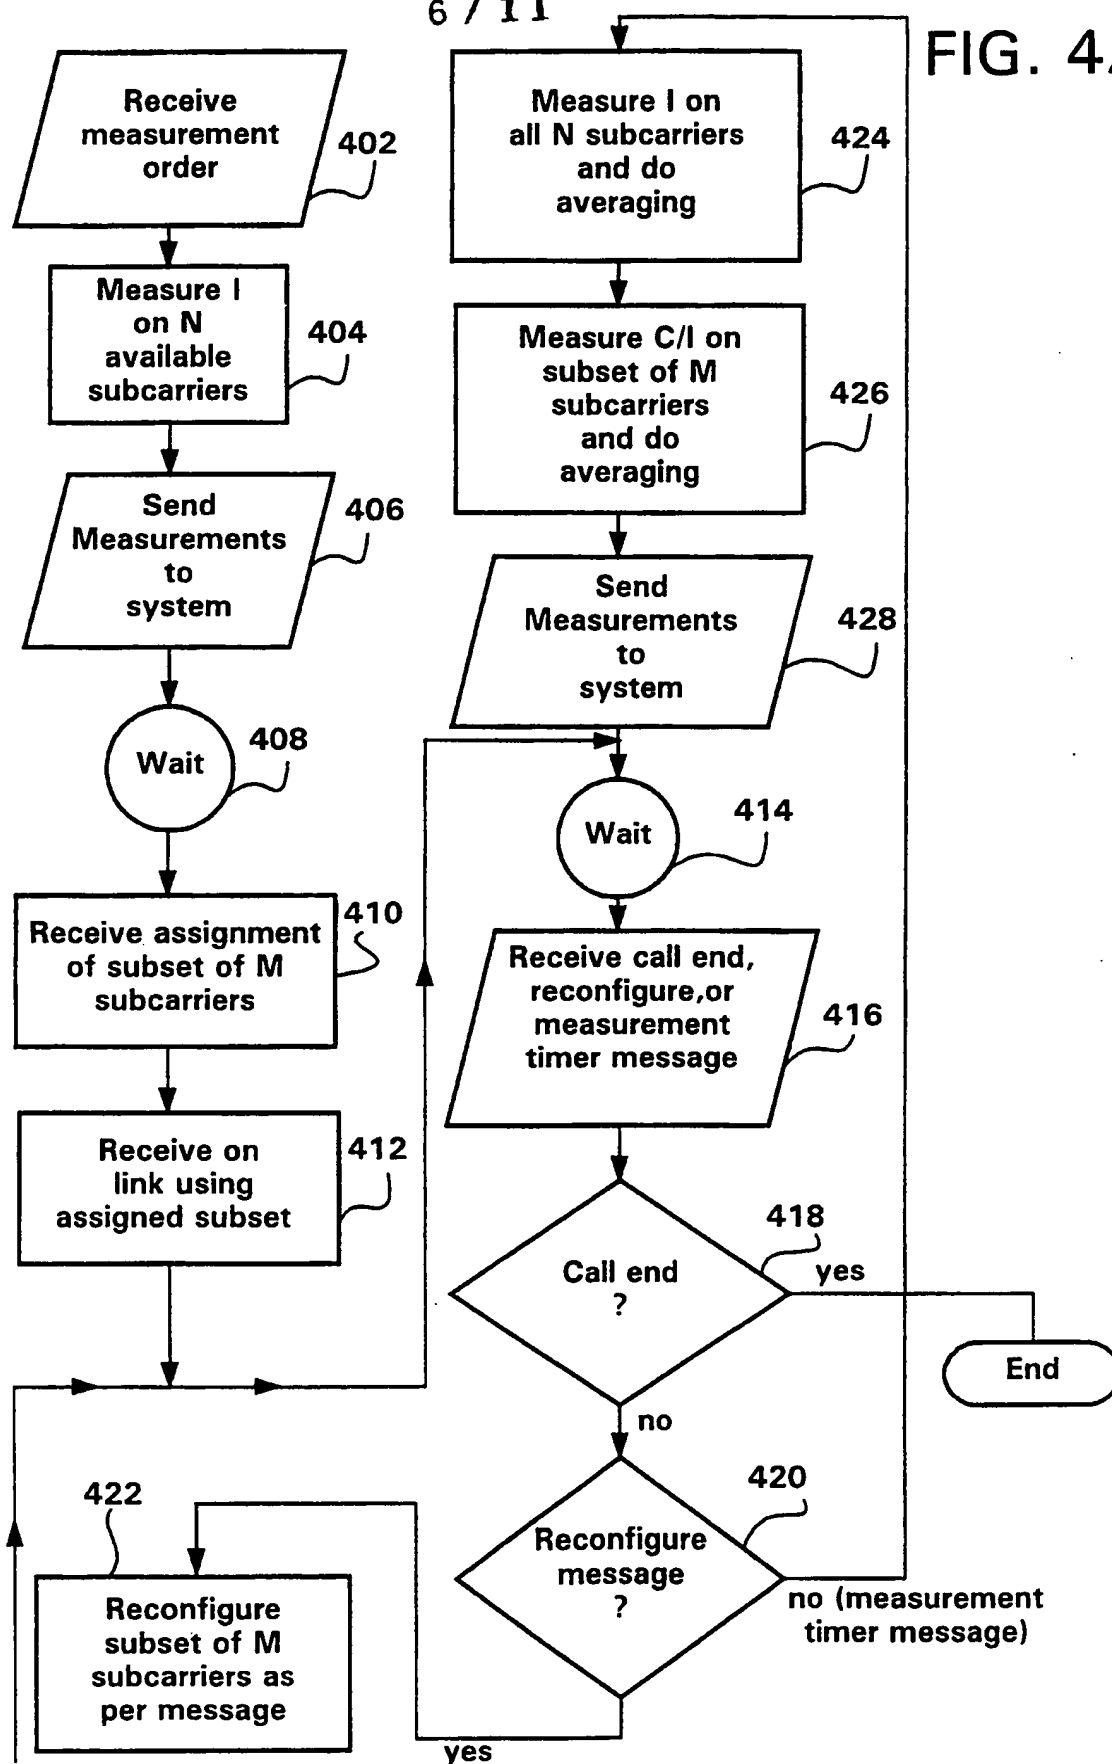 6 / 11
FIG. 4
Receive
measurement
order
402
Measure I
on N
available
subcarriers
404
Send
Measurements
to
system
406
Wait
408
Receive assignment
of subset of M
subcarriers
410
Receive on
link using
assigned subset
412
422
Reconfigure
subset of M
subcarriers as
per message
Measure I on
all N subcarriers
and do
averaging
424
Measure C/I on
subset of M
subcarriers
and do
averaging
426
Send
Measurements
to
system
428
Wait
414
Receive call end,
reconfigure,or
measurement
timer message
416
Call end
?
418
yes
End
no
Reconfigure
message
?
420
no (measurement
timer message)
yes